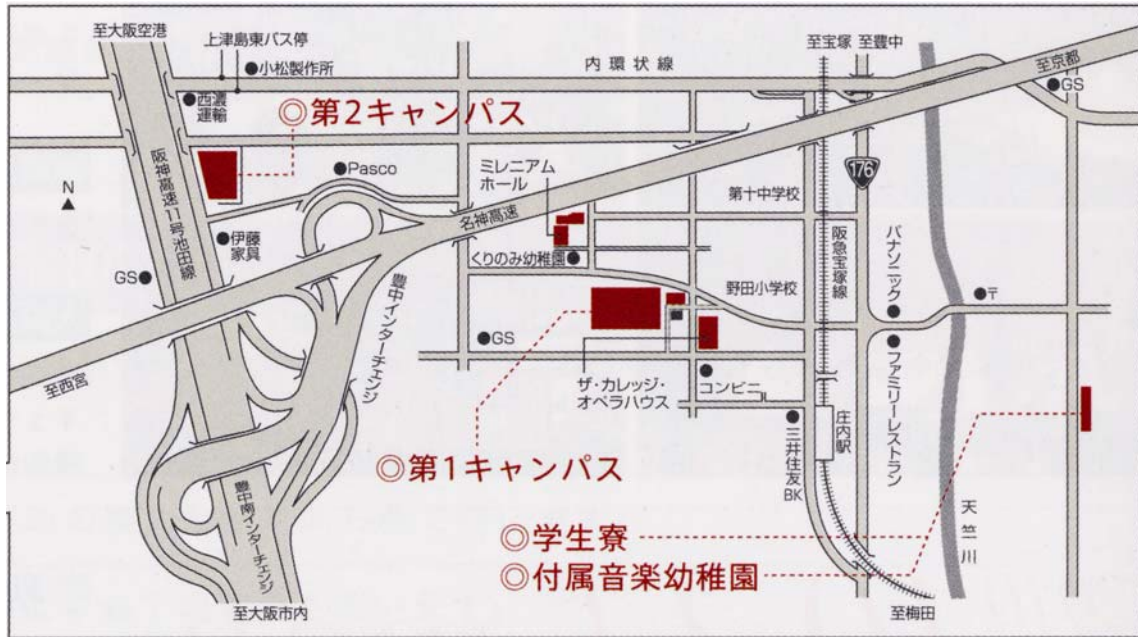 至大阪空港
上津島東バス停
小松製作所
内環状線
至宝塚 至豊中
至京都
GS
西濃
運輸
◎第2キャンパス
Pasco
ミレニアム
ホール
176
第十中学校
N
阪神高速11号池田線
名神高速
阪急宝塚線
パナソニック
伊藤
家具
くりのみ幼稚園
GS
豊中インターチェンジ
野田小学校
〒
GS
至西宮
ザ・カレッジ・
オペラハウス
コンビニ
ファミリーレストラン
◎第1キャンパス
三井住友
BK
庄内駅
豊中南インターチェンジ
◎学生寮
◎付属音楽幼稚園
天竺川
至大阪市内
至梅田